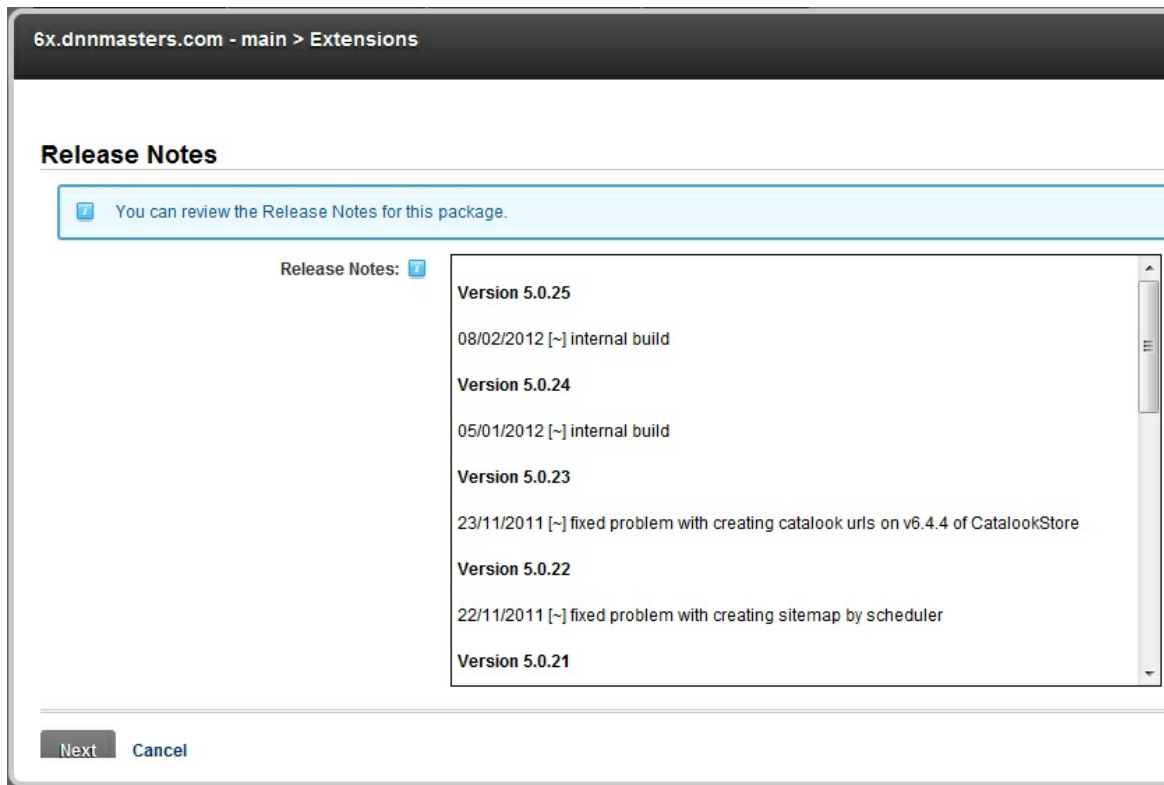 6x.dnnmasters.com - main > Extensions
Release Notes
You can review the Release Notes for this package.
Release Notes:
Version 5.0.25
08/02/2012 [~] internal build
Version 5.0.24
05/01/2012 [~] internal build
Version 5.0.23
23/11/2011 [~] fixed problem with creating catalook urls on v6.4.4 of CatalookStore
Version 5.0.22
22/11/2011 [~] fixed problem with creating sitemap by scheduler
Version 5.0.21
Next Cancel